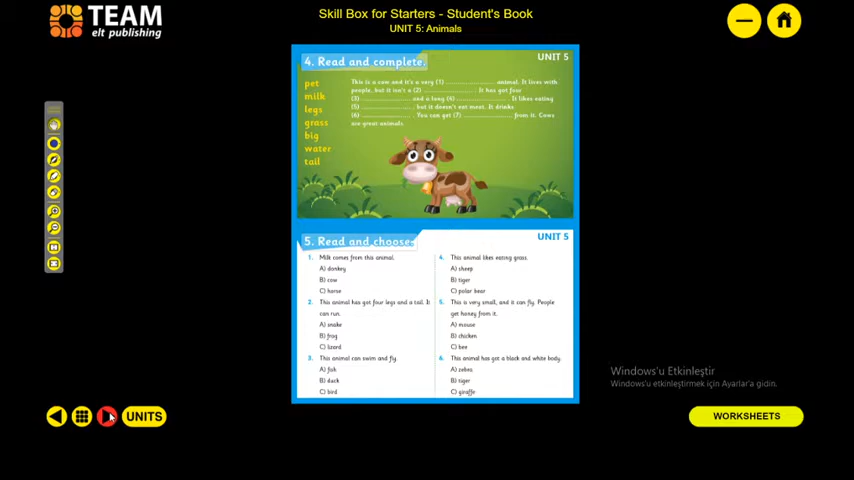 TEAM
elt publishing
Skill Box for Starters - Student's Book
UNIT 5: Animals
4. Read and complete.
UNIT 5
pet
milk
legs
grass
big
water
tail
This is a cow and it's a very (1) .................. animal. It lives with
people, but it isn't a (2) .................. . It has got four
(3) .................. and a long (4) .................. . It likes eating
(5) .................. , but it doesn't eat meat. It drinks
(6) .................. . You can get (7) .................. from it. Cows
are great animals.
5. Read and choose.
UNIT 5
1. Milk comes from this animal.
A) donkey
B) cow
C) horse
2. This animal has got four legs and a tail. It
can run.
A) snake
B) frog
C) lizard
3. This animal can swim and fly.
A) fish
B) duck
C) bird
4. This animal likes eating grass.
A) sheep
B) tiger
C) polar bear
5. This is very small, and it can fly. People
get honey from it.
A) mouse
B) chicken
C) bee
6. This animal has got a black and white body.
A) zebra
B) tiger
C) giraffe
Windows'u Etkinleştir
Windows'u etkinleştirmek için Ayarlar'a gidin.
UNITS
WORKSHEETS